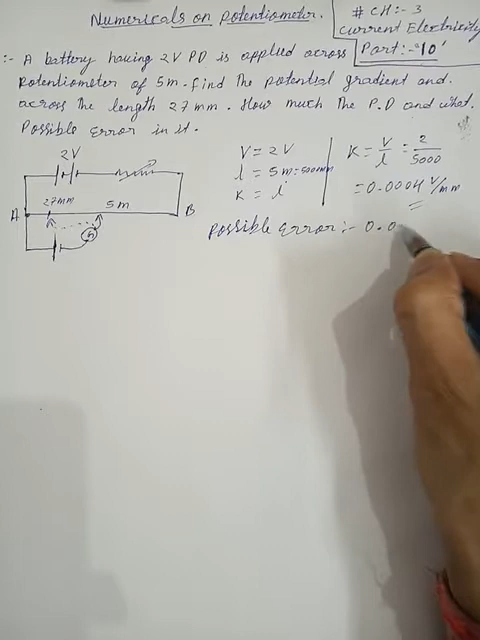 Numericals on Potentiometer.
# CH:- 3
Current Electricity
Part:- '10'
:- A battery having 2V PD is applied across
Potentiometer of 5m. find the potential gradient and
across the length 27mm. How much the P.D and what
Possible Error in it.
2V
27mm
5m
A
B
G
V = 2V
l = 5m = 500mm
K = i
K = V/l = 2/5000
= 0.0004 V/mm
Possible Error :- 0.0